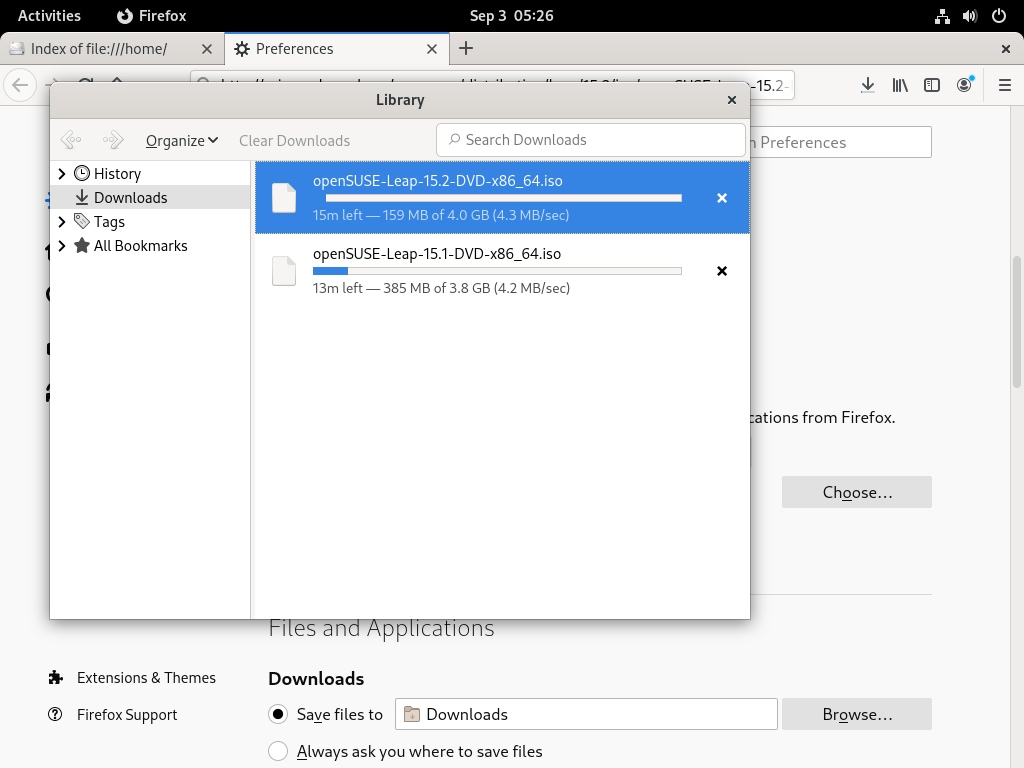 Activities Firefox Sep 3 05:26
Index of file:///home/ Preferences
-15.2-
Library
Organize Clear Downloads Search Downloads
Preferences
History
Downloads
Tags
All Bookmarks
openSUSE-Leap-15.2-DVD-x86_64.iso
15m left — 159 MB of 4.0 GB (4.3 MB/sec)
openSUSE-Leap-15.1-DVD-x86_64.iso
13m left — 385 MB of 3.8 GB (4.2 MB/sec)
from Firefox.
Choose…
Files and Applications
Extensions & Themes
Firefox Support
Downloads
Save files to Downloads Browse…
Always ask you where to save files